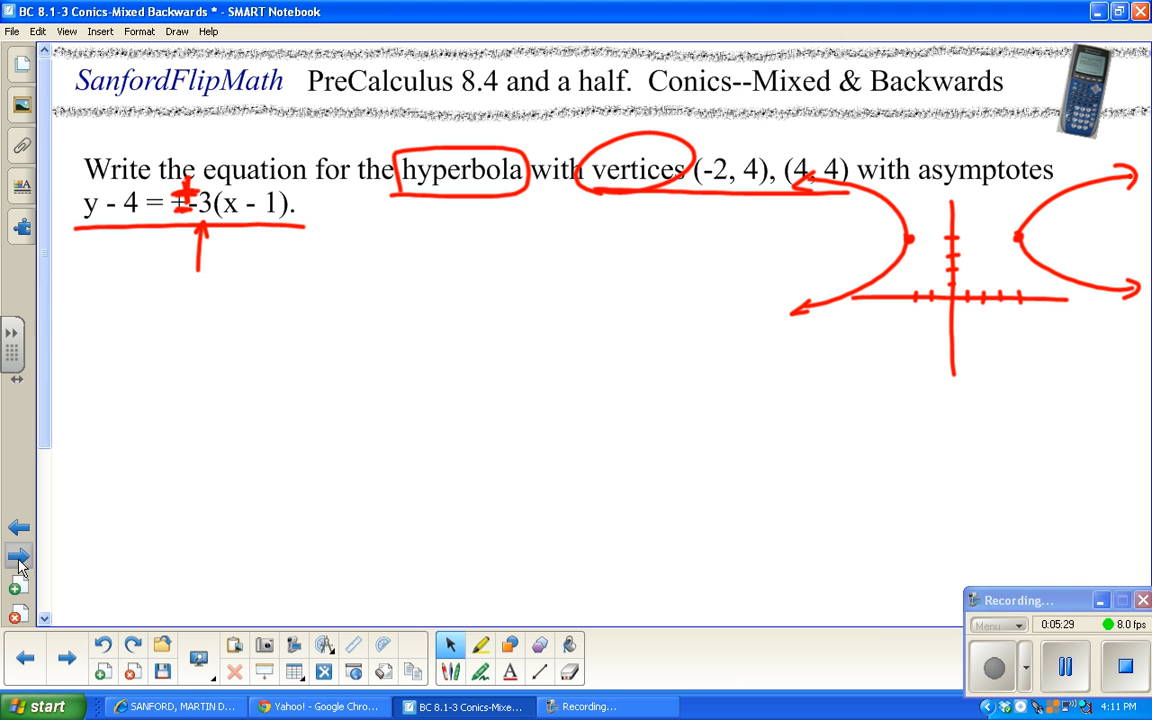 BC 8.1-3 Conics-Mixed Backwards * - SMART Notebook
File Edit View Insert Format Draw Help
SanfordFlipMath PreCalculus 8.4 and a half. Conics--Mixed & Backwards
Write the equation for the hyperbola with vertices (-2, 4), (4, 4) with asymptotes
y - 4 = ±-3(x - 1).
Recording...
Menu 0:05:29 8.0 fps
start SANFORD, MARTIN D... Yahoo! - Google Chro... BC 8.1-3 Conics-Mixe... Recording... 4:11 PM